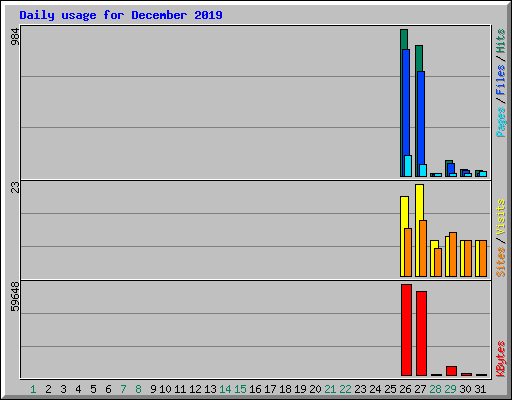 Daily usage for December 2019
984
Pages / Files / Hits
23
Sites / Visits
59648
KBytes
1 2 3 4 5 6 7 8 9 10 11 12 13 14 15 16 17 18 19 20 21 22 23 24 25 26 27 28 29 30 31